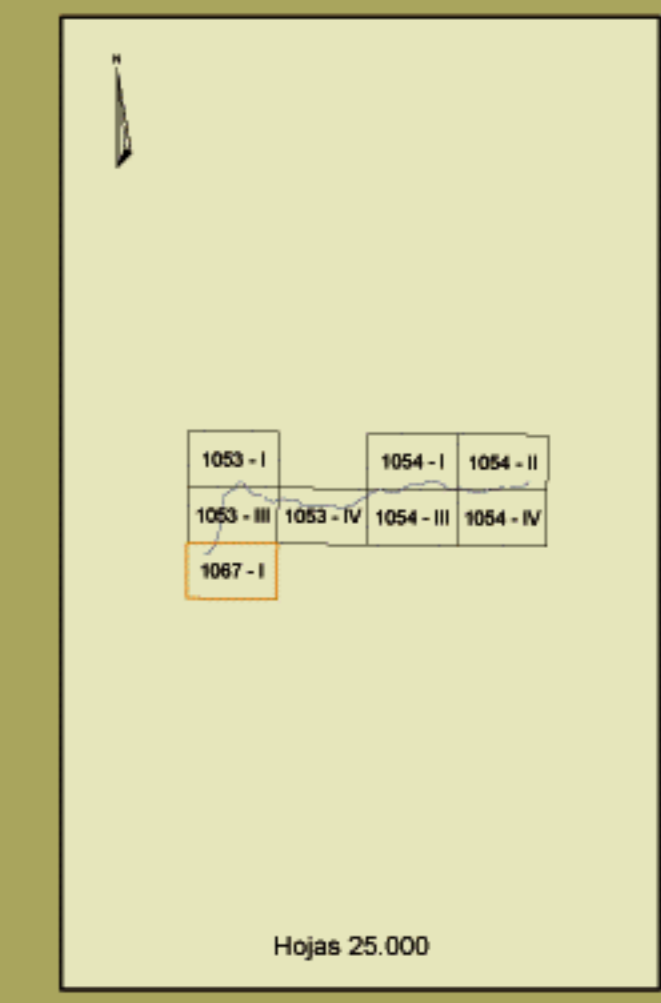 N
1053 - I
1054 - I
1054 - II
1053 - III
1053 - IV
1054 - III
1054 - IV
1067 - I
Hojas 25.000